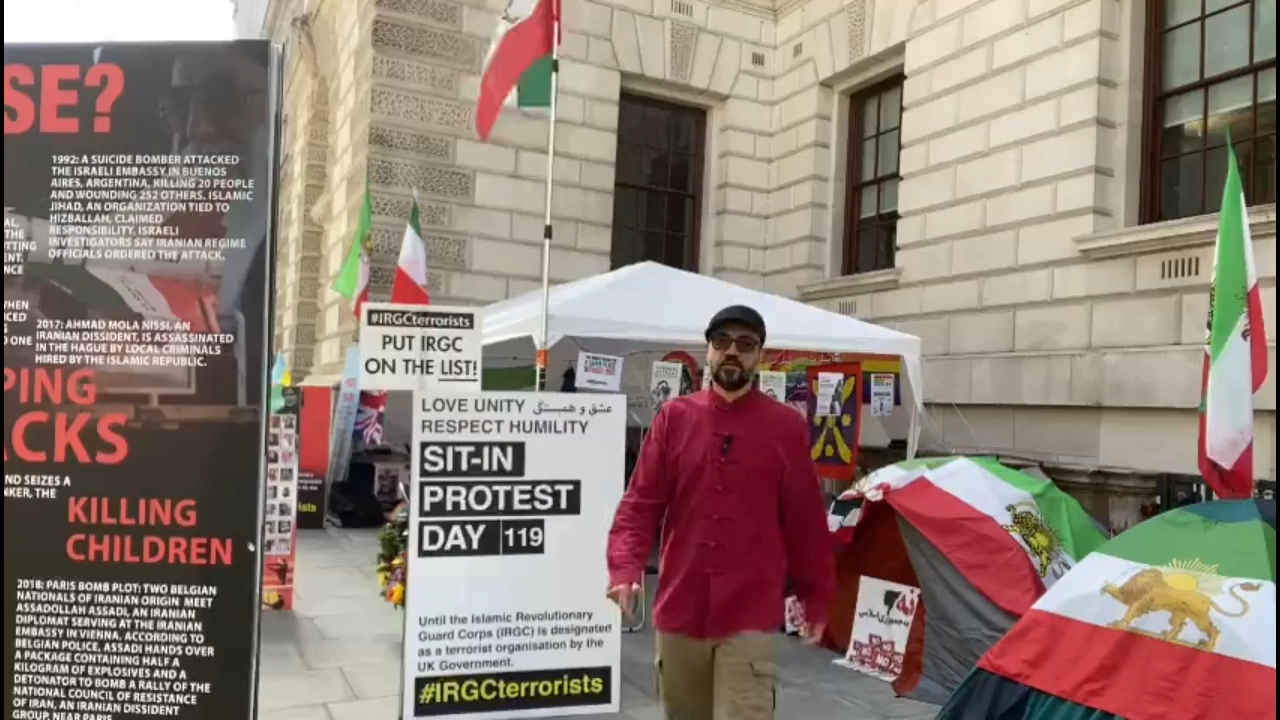 SE?
1992: A SUICIDE BOMBER ATTACKED
THE ISRAELI EMBASSY IN BUENOS
AIRES, ARGENTINA, KILLING 20 PEOPLE
AND WOUNDING 252 OTHERS. ISLAMIC
JIHAD, AN ORGANIZATION TIED TO
HIZBALLAH, CLAIMED
RESPONSIBILITY. ISRAELI
INVESTIGATORS SAY IRANIAN REGIME
OFFICIALS ORDERED THE ATTACK.
2017: AHMAD MOLA NISSI, AN
IRANIAN DISSIDENT, IS ASSASSINATED
IN THE HAGUE BY LOCAL CRIMINALS
HIRED BY THE ISLAMIC REPUBLIC.
PING
CKS
AND SEIZES A
KER, THE
KILLING
CHILDREN
2018: PARIS BOMB PLOT: TWO BELGIAN
NATIONALS OF IRANIAN ORIGIN MEET
ASSADOLLAH ASSADI, AN IRANIAN
DIPLOMAT SERVING AT THE IRANIAN
EMBASSY IN VIENNA. ACCORDING TO
BELGIAN POLICE, ASSADI HANDS OVER
A PACKAGE CONTAINING HALF A
KILOGRAM OF EXPLOSIVES AND A
DETONATOR TO BOMB A RALLY OF THE
NATIONAL COUNCIL OF RESISTANCE
OF IRAN, AN IRANIAN DISSIDENT
GROUP, NEAR PARIS
#IRGCterrorists
PUT IRGC
ON THE LIST!
LOVE UNITY عشق و همبستگی
RESPECT HUMILITY
SIT-IN
PROTEST
DAY 119
Until the Islamic Revolutionary
Guard Corps (IRGC) is designated
as a terrorist organisation by the
UK Government.
#IRGCterrorists